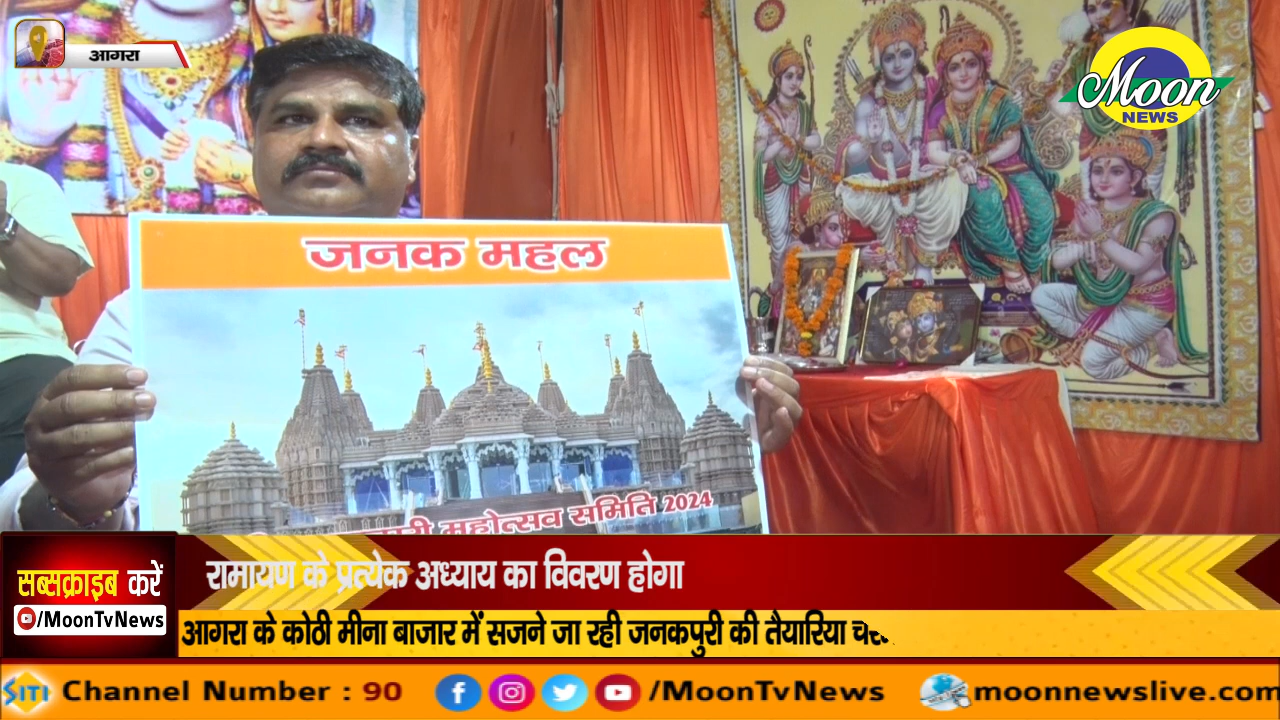 आगरा
Moon
NEWS
जनक महल
महोत्सव समिति 2024
सब्सक्राइब करें
/MoonTvNews
रामायण के प्रत्येक अध्याय का विवरण होगा
आगरा के कोठी मीना बाजार में सजने जा रही जनकपुरी की तैयारिया
SITI Channel Number : 90
/MoonTvNews
moonnewslive.com